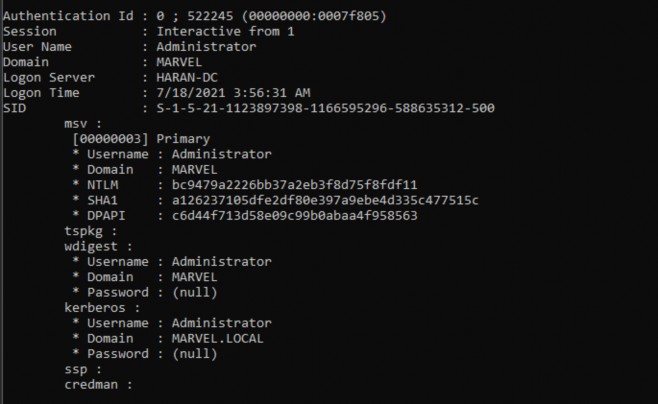 Authentication Id : 0 ; 522245 (00000000:0007f805)
Session           : Interactive from 1
User Name         : Administrator
Domain            : MARVEL
Logon Server      : HARAN-DC
Logon Time        : 7/18/2021 3:56:31 AM
SID               : S-1-5-21-1123897398-1166595296-588635312-500
        msv :
         [00000003] Primary
         * Username : Administrator
         * Domain   : MARVEL
         * NTLM     : bc9479a2226bb37a2eb3f8d75f8fdf11
         * SHA1     : a126237105dfe2df80e397a9ebe4d335c477515c
         * DPAPI    : c6d44f713d58e09c99b0abaa4f958563
        tspkg :
        wdigest :
         * Username : Administrator
         * Domain   : MARVEL
         * Password : (null)
        kerberos :
         * Username : Administrator
         * Domain   : MARVEL.LOCAL
         * Password : (null)
        ssp :
        credman :